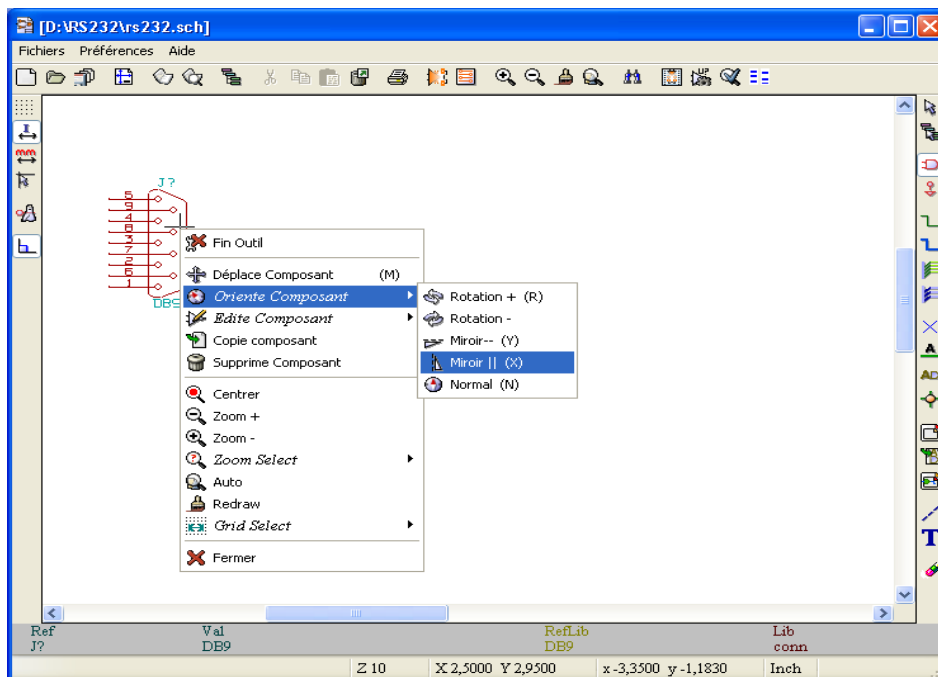 [D:\RS232\rs232.sch]
Fichiers Préférences Aide
J?
5
9
4
8
3
7
2
6
1
DB9
Fin Outil
Déplace Composant (M)
Oriente Composant
Edite Composant
Copie composant
Supprime Composant
Centrer
Zoom +
Zoom -
Zoom Select
Auto
Redraw
Grid Select
Fermer
Rotation + (R)
Rotation -
Miroir-- (Y)
Miroir || (X)
Normal (N)
Ref Val RefLib Lib
J? DB9 DB9 conn
Z 10 X 2,5000 Y 2,9500 x -3,3500 y -1,1830 Inch